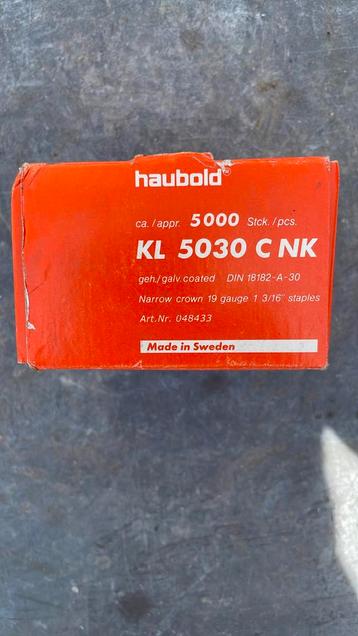 haubold®
ca./appr. 5000 Stck./pcs.
KL 5030 C NK
geh./galv.coated DIN 18182-A-30
Narrow crown 19 gauge 1 3/16" staples
Art.Nr. 048433
Made in Sweden